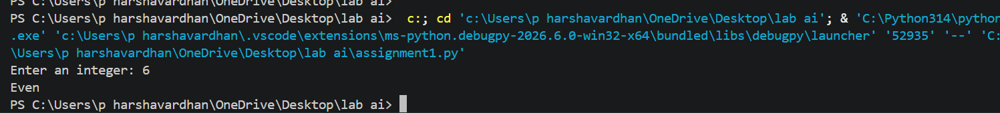 PS C:\Users\p harshavardhan\OneDrive\Desktop\lab ai>
PS C:\Users\p harshavardhan\OneDrive\Desktop\lab ai>  c:; cd 'c:\Users\p harshavardhan\OneDrive\Desktop\lab ai'; & 'C:\Python314\python
.exe' 'c:\Users\p harshavardhan\.vscode\extensions\ms-python.debugpy-2026.6.0-win32-x64\bundled\libs\debugpy\launcher' '52935' '--' 'C:
\Users\p harshavardhan\OneDrive\Desktop\lab ai\assignment1.py'
Enter an integer: 6
Even
PS C:\Users\p harshavardhan\OneDrive\Desktop\lab ai>